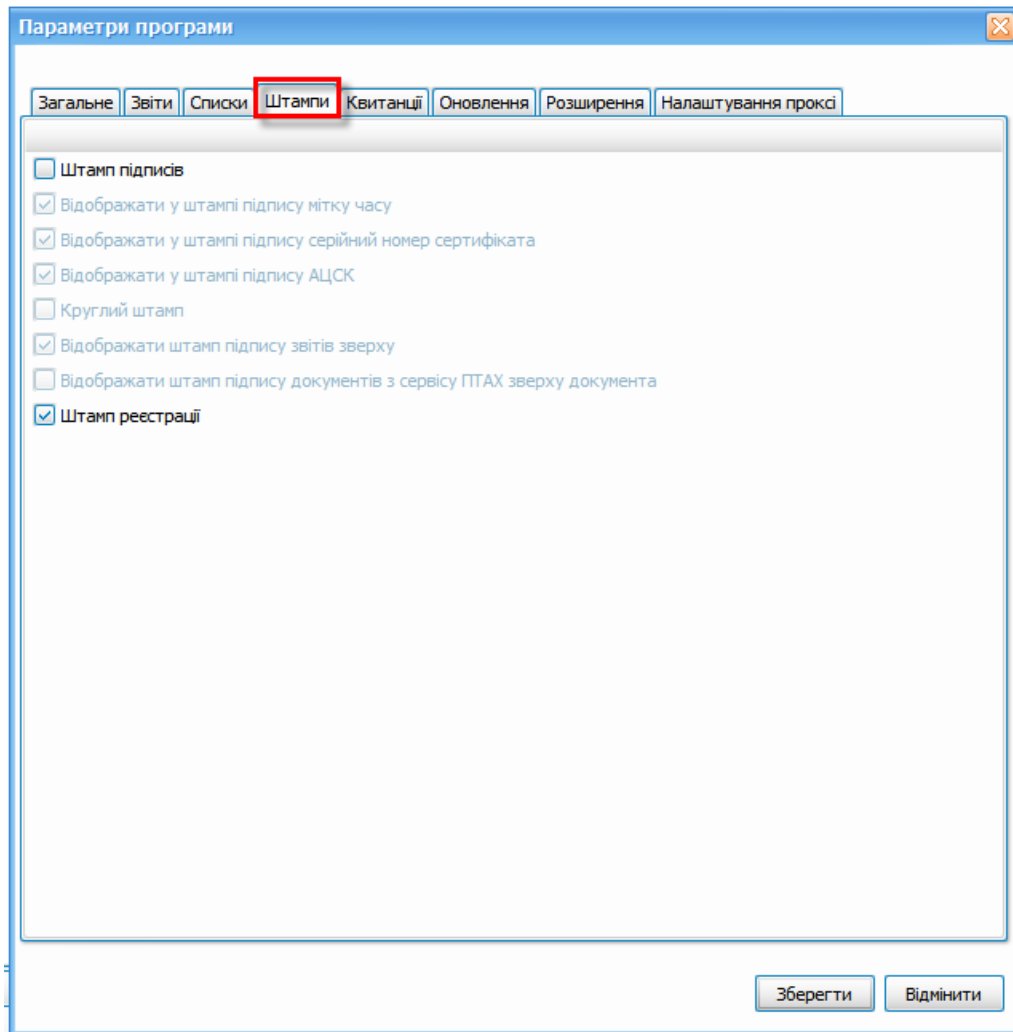 Параметри програми
Загальне Звіти Списки Штампи Квитанції Оновлення Розширення Налаштування проксі
Штамп підписів
Відображати у штампі підпису мітку часу
Відображати у штампі підпису серійний номер сертифіката
Відображати у штампі підпису АЦСК
Круглий штамп
Відображати штамп підпису звітів зверху
Відображати штамп підпису документів з сервісу ПТАХ зверху документа
Штамп реєстрації
Зберегти Відмінити